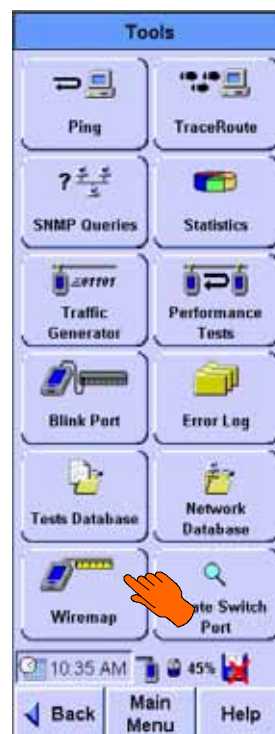 Tools
Ping
TraceRoute
SNMP Queries
Statistics
Traffic
Generator
Performance
Tests
Blink Port
Error Log
Tests Database
Network
Database
Wiremap
Switch
Port
10:35 AM
45%
Back
Main
Menu
Help